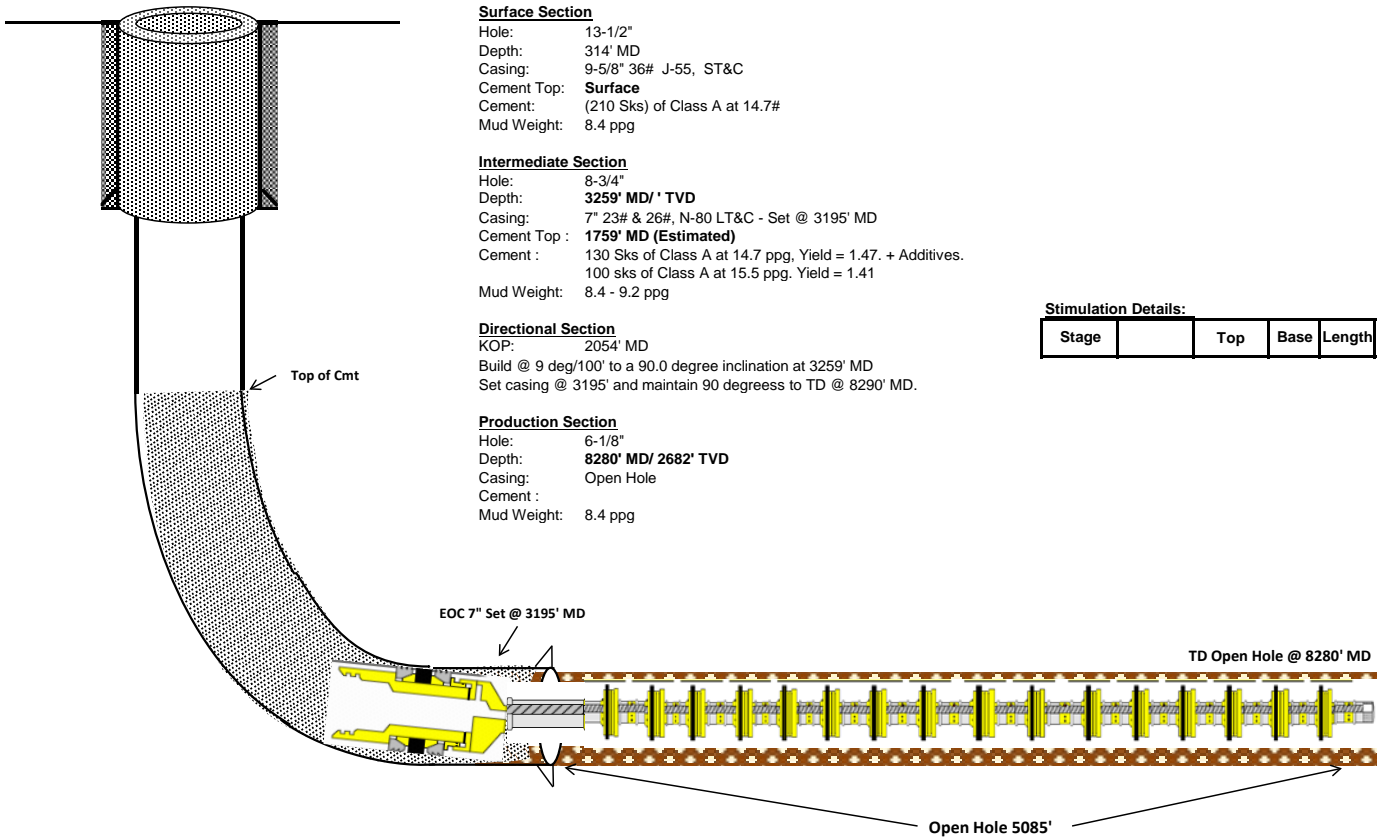 Surface Section
Hole: 13-1/2"
Depth: 314' MD
Casing: 9-5/8" 36# J-55, ST&C
Cement Top: Surface
Cement: (210 Sks) of Class A at 14.7#
Mud Weight: 8.4 ppg
Intermediate Section
Hole: 8-3/4"
Depth: 3259' MD/ ' TVD
Casing: 7" 23# & 26#, N-80 LT&C - Set @ 3195' MD
Cement Top : 1759' MD (Estimated)
Cement : 130 Sks of Class A at 14.7 ppg, Yield = 1.47. + Additives.
100 sks of Class A at 15.5 ppg. Yield = 1.41
Mud Weight: 8.4 - 9.2 ppg
Directional Section
KOP: 2054' MD
Build @ 9 deg/100' to a 90.0 degree inclination at 3259' MD
Set casing @ 3195' and maintain 90 degreess to TD @ 8290' MD.
Production Section
Hole: 6-1/8"
Depth: 8280' MD/ 2682' TVD
Casing: Open Hole
Cement :
Mud Weight: 8.4 ppg
Stimulation Details:
Stage Top Base Length
Top of Cmt
EOC 7" Set @ 3195' MD
TD Open Hole @ 8280' MD
Open Hole 5085'